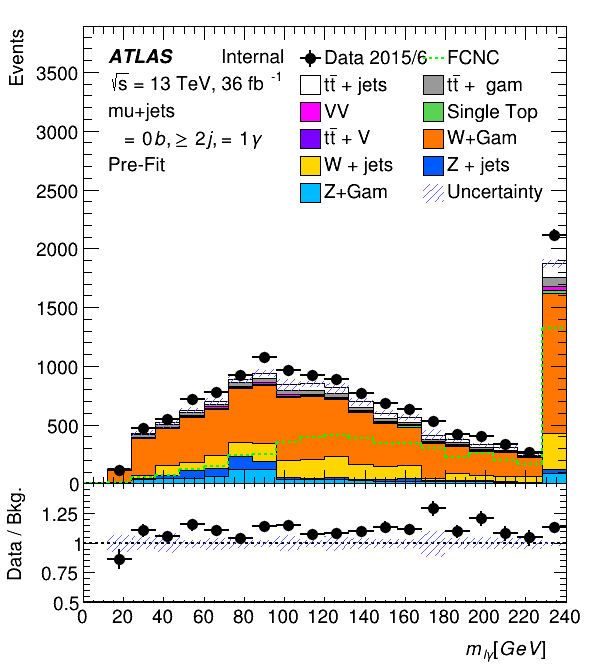 Events
ATLAS Internal
√s = 13 TeV, 36 fb⁻¹
mu+jets
= 0b, ≥ 2j, = 1γ
Pre-Fit
Data 2015/6 FCNC
tt̄ + jets tt̄ + gam
VV Single Top
tt̄ + V W+Gam
W + jets Z + jets
Z+Gam Uncertainty
3500
3000
2500
2000
1500
1000
500
0
Data / Bkg.
1.25
1
0.75
0.5
0 20 40 60 80 100 120 140 160 180 200 220 240
m_lγ[GeV]